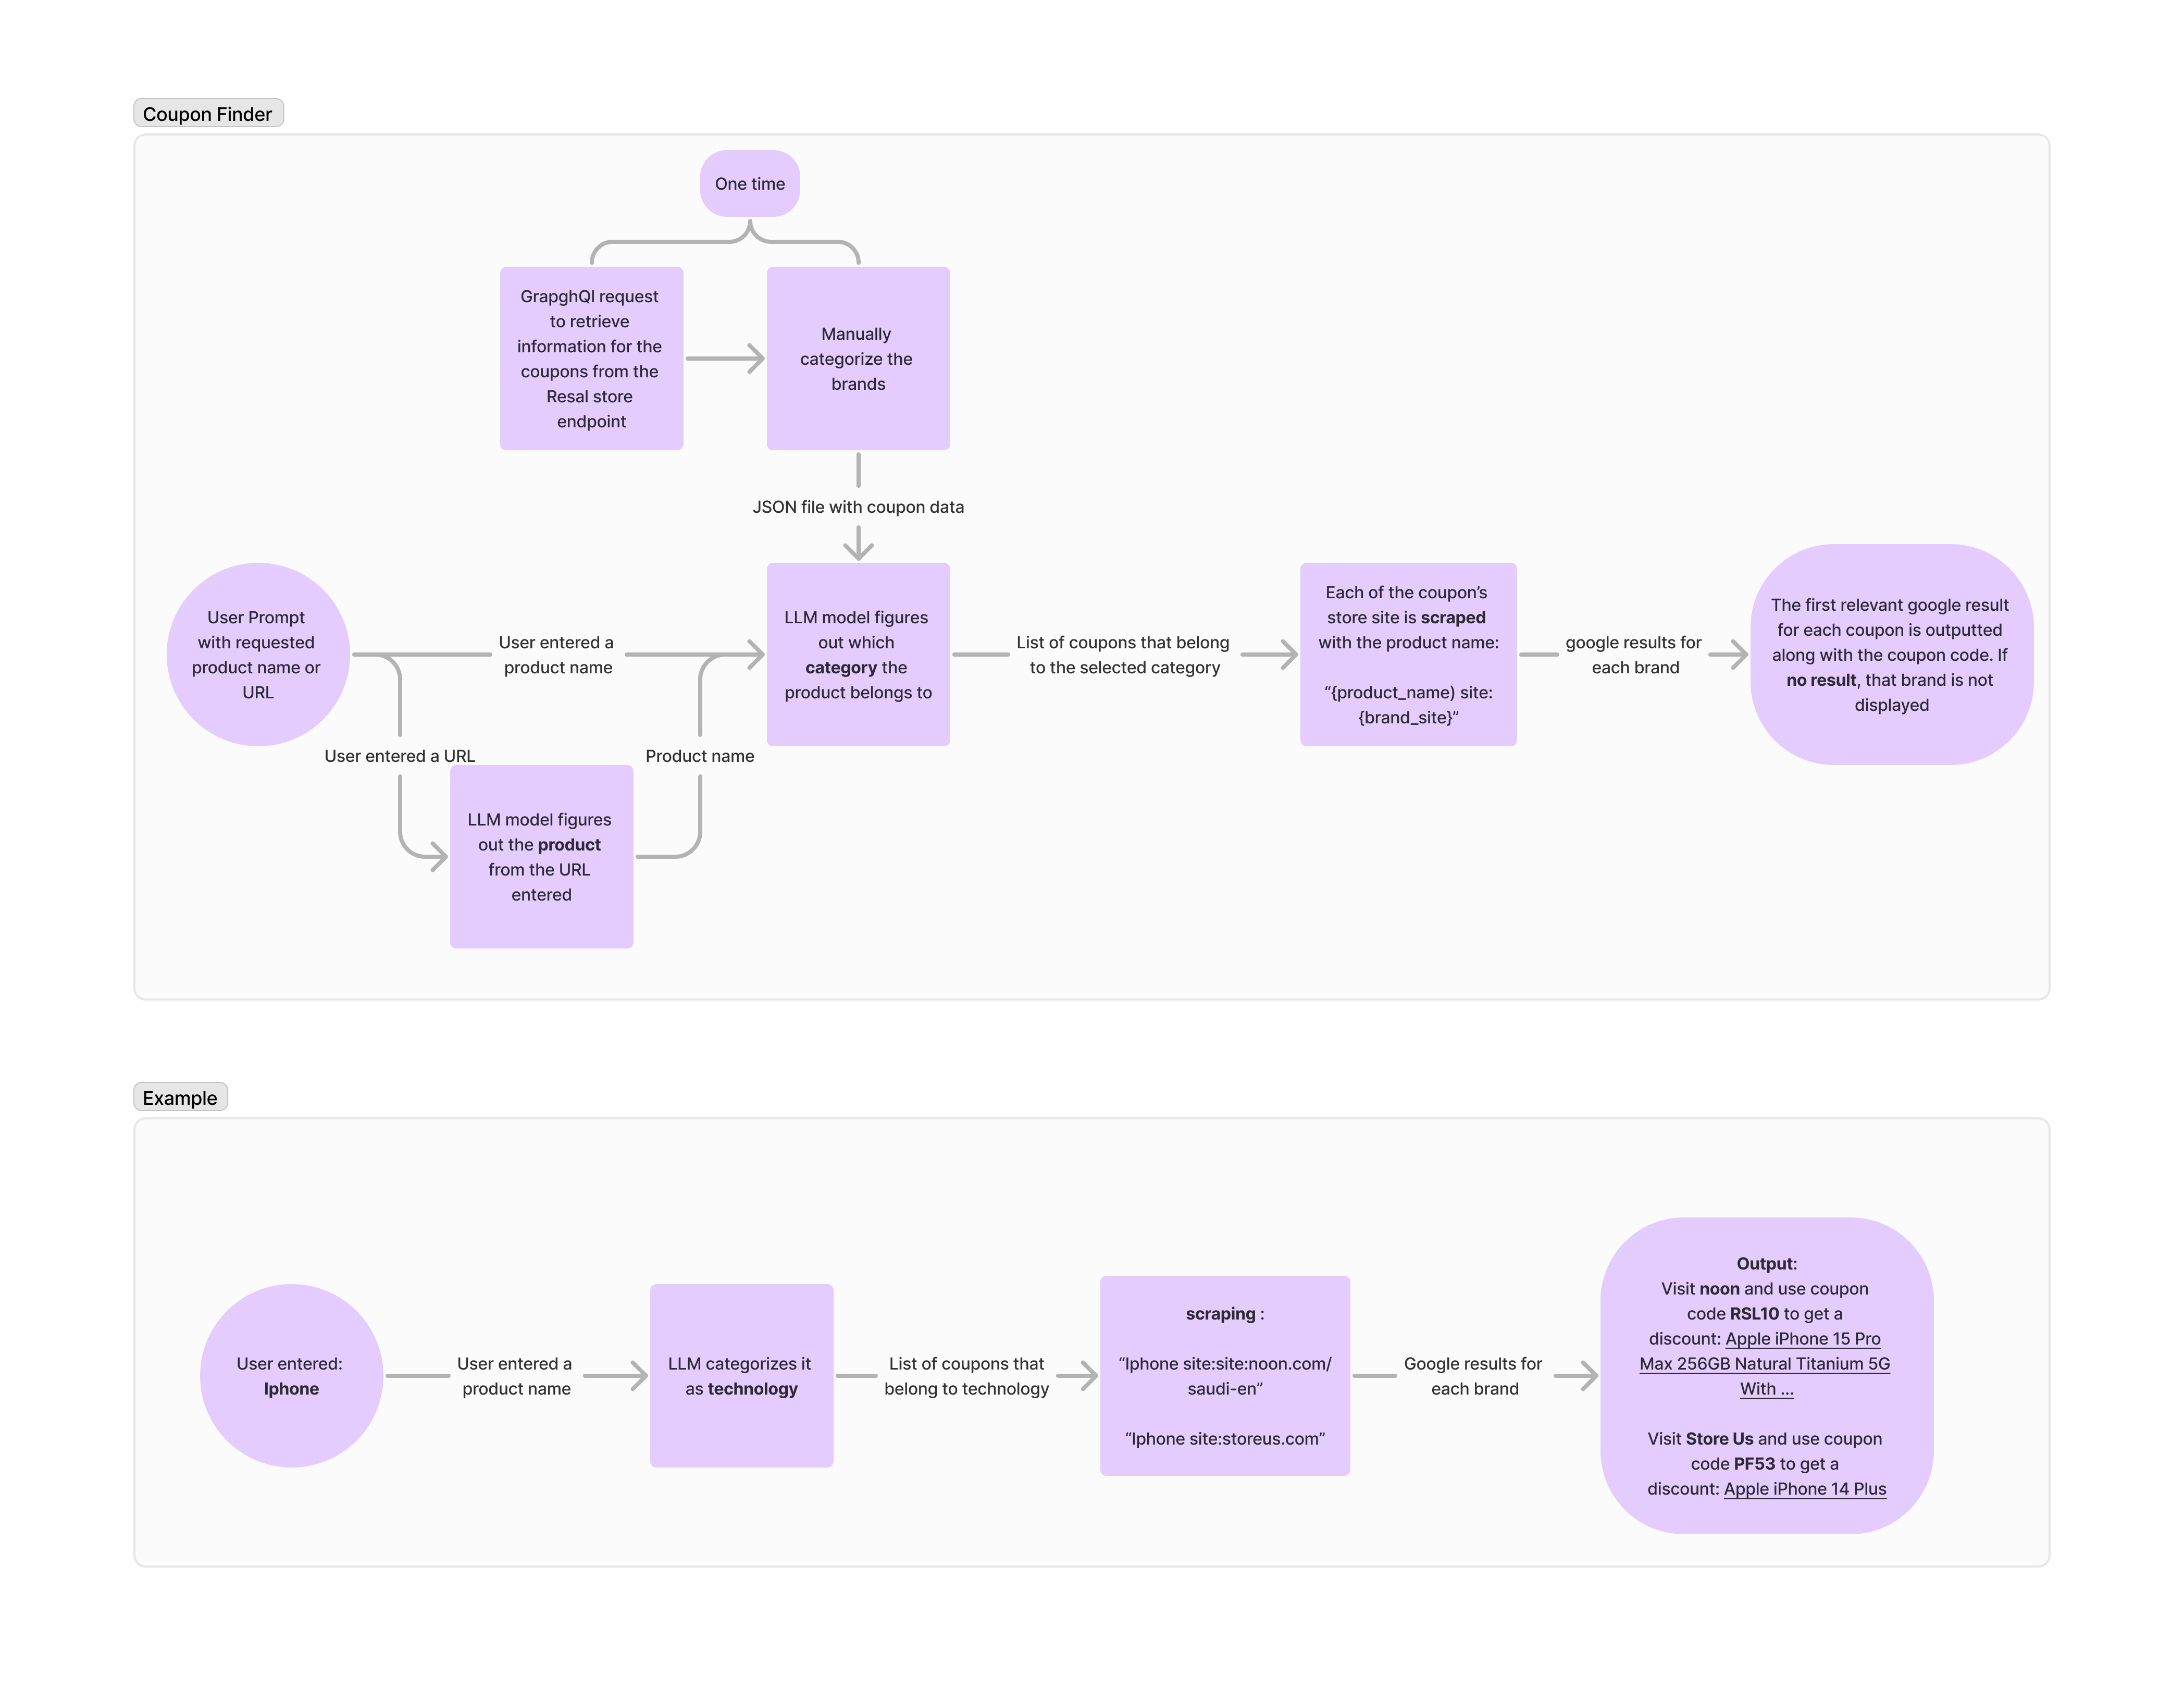 Coupon Finder
One time
GrapghQl request
to retrieve
information for the
coupons from the
Resal store
endpoint
Manually
categorize the
brands
JSON file with coupon data
User Prompt
with requested
product name or
URL
User entered a
product name
LLM model figures
out which
category the
product belongs to
List of coupons that belong
to the selected category
Each of the coupon’s
store site is scraped
with the product name:
“{product_name) site:
{brand_site}”
google results for
each brand
The first relevant google result
for each coupon is outputted
along with the coupon code. If
no result, that brand is not
displayed
User entered a URL
Product name
LLM model figures
out the product
from the URL
entered
Example
User entered:
Iphone
User entered a
product name
LLM categorizes it
as technology
List of coupons that
belong to technology
scraping :
“Iphone site:site:noon.com/
saudi-en”
“Iphone site:storeus.com”
Google results for
each brand
Output:
Visit noon and use coupon
code RSL10 to get a
discount: Apple iPhone 15 Pro
Max 256GB Natural Titanium 5G
With ...
Visit Store Us and use coupon
code PF53 to get a
discount: Apple iPhone 14 Plus